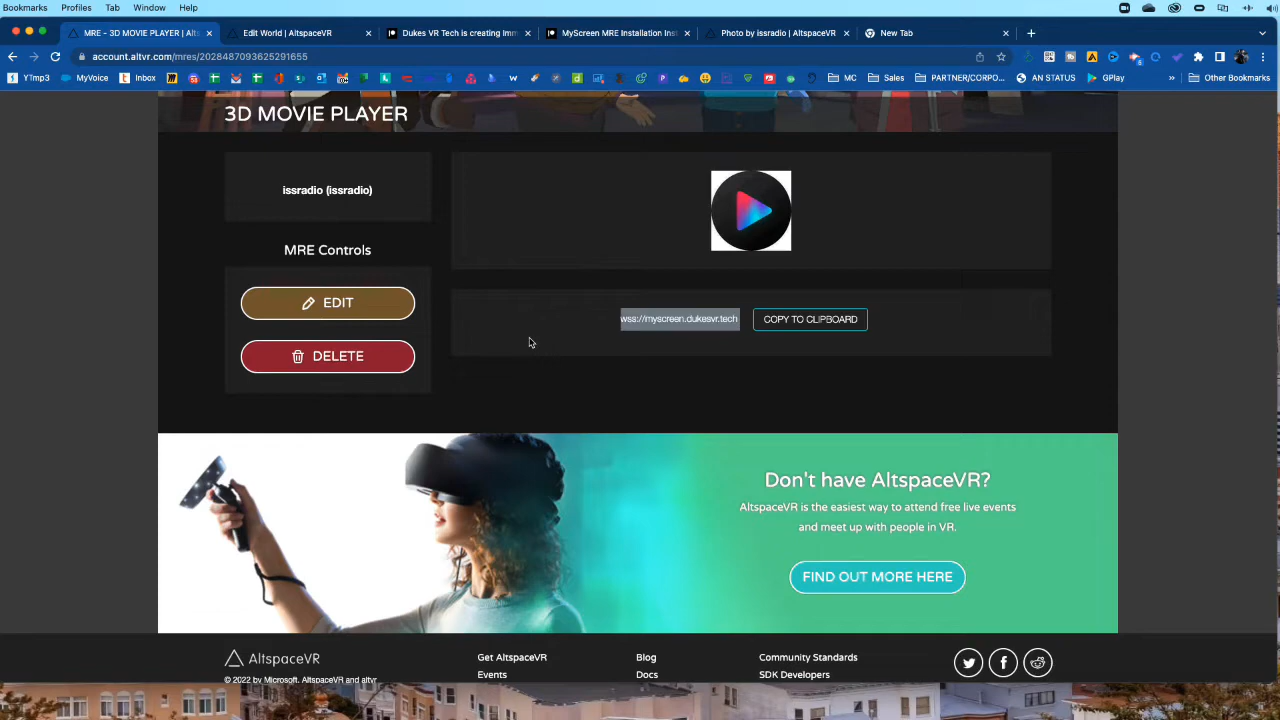 Bookmarks Profiles Tab Window Help
MRE - 3D MOVIE PLAYER | Alts
Edit World | AltspaceVR
Dukes VR Tech is creating Imm
MyScreen MRE Installation Inst
Photo by issradio | AltspaceVR
New Tab
account.altvr.com/mres/2028487093625291655
YTmp3 MyVoice Inbox MC Sales PARTNER/CORPO... AN STATUS GPlay Other Bookmarks
3D MOVIE PLAYER
issradio (issradio)
MRE Controls
EDIT
DELETE
wss://myscreen.dukesvr.tech
COPY TO CLIPBOARD
Don't have AltspaceVR?
AltspaceVR is the easiest way to attend free live events
and meet up with people in VR.
FIND OUT MORE HERE
AltspaceVR
Get AltspaceVR Blog Community Standards
Events Docs SDK Developers
© 2022 by Microsoft. AltspaceVR and altvr